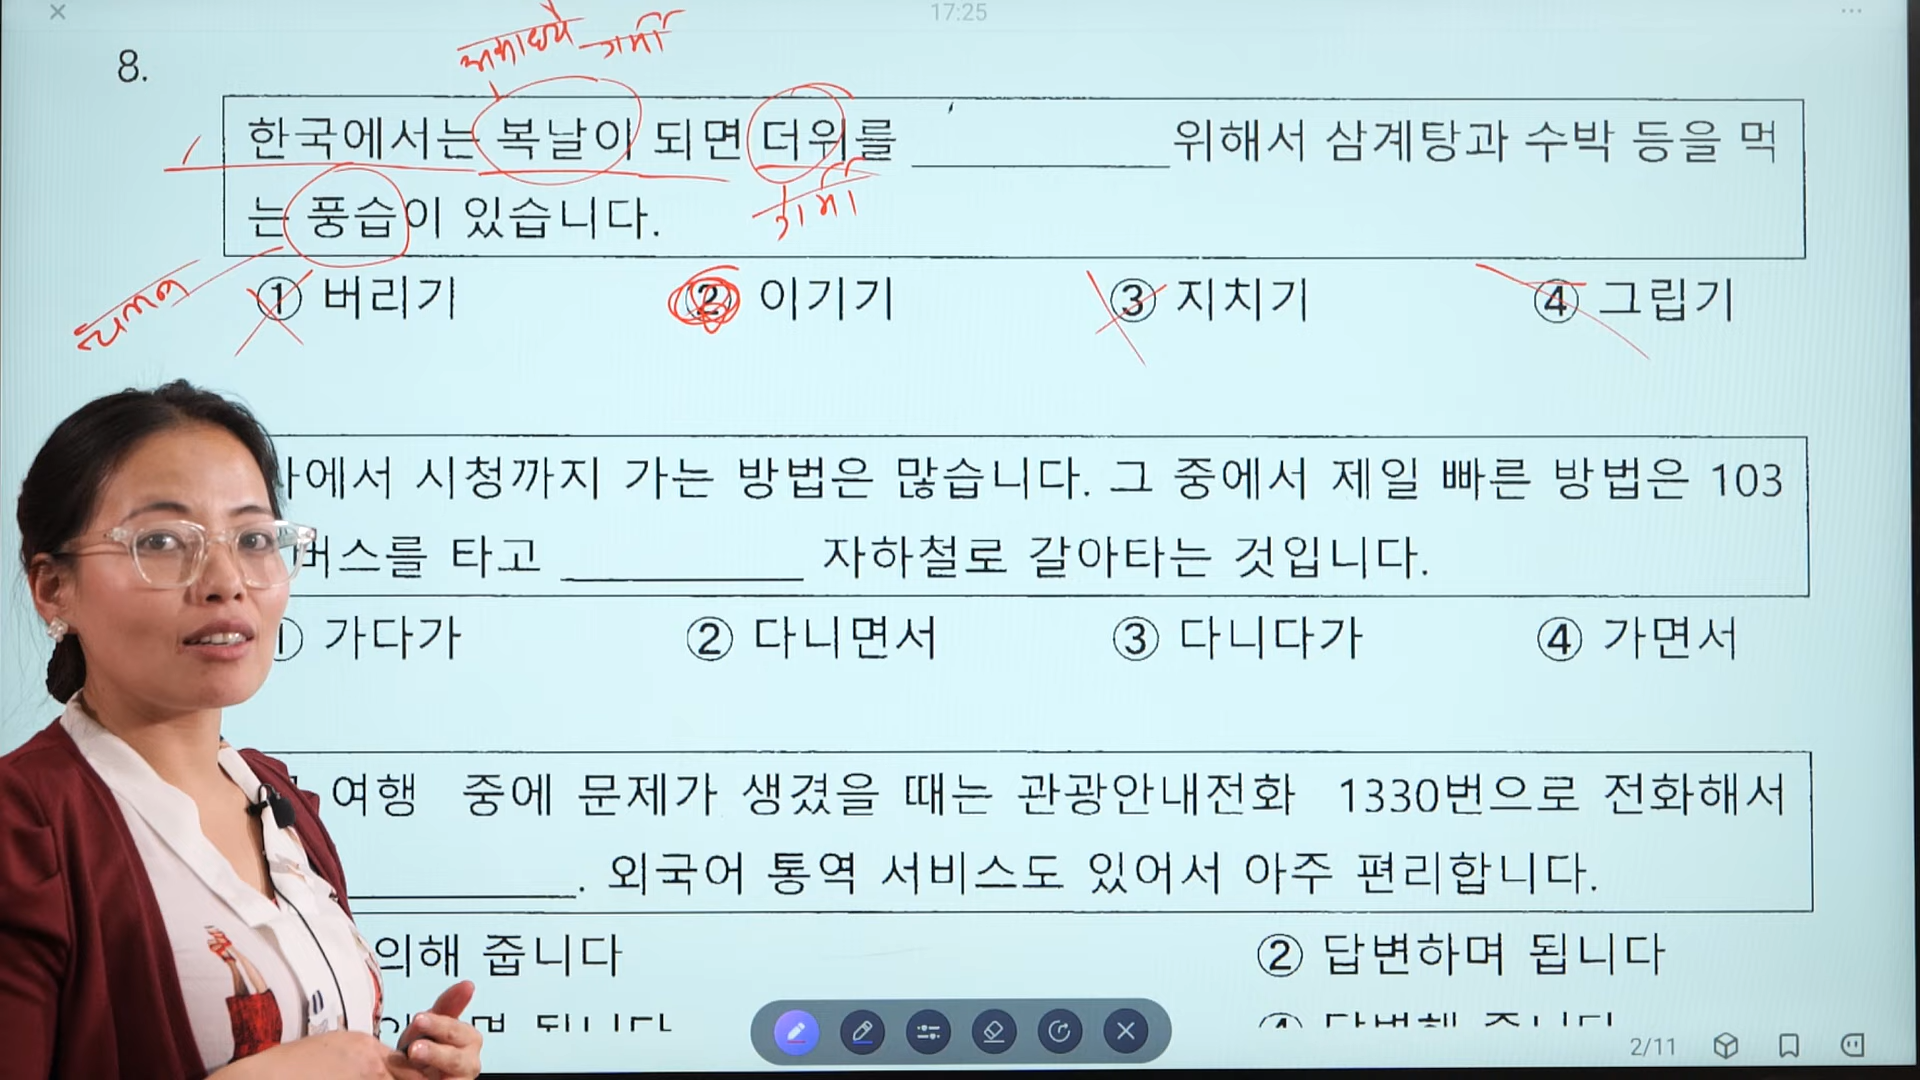 17:25
8.
गर्मी
한국에서는 복날이 되면 더위를 __________ 위해서 삼계탕과 수박 등을 먹
는 풍습이 있습니다.
गर्मी
चलन
① 버리기 ② 이기기 ③ 지치기 ④ 그립기
에서 시청까지 가는 방법은 많습니다. 그 중에서 제일 빠른 방법은 103
버스를 타고 __________ 자하철로 갈아타는 것입니다.
① 가다가 ② 다니면서 ③ 다니다가 ④ 가면서
여행 중에 문제가 생겼을 때는 관광안내전화 1330번으로 전화해서
__________. 외국어 통역 서비스도 있어서 아주 편리합니다.
의해 줍니다 ② 답변하며 됩니다
2/11